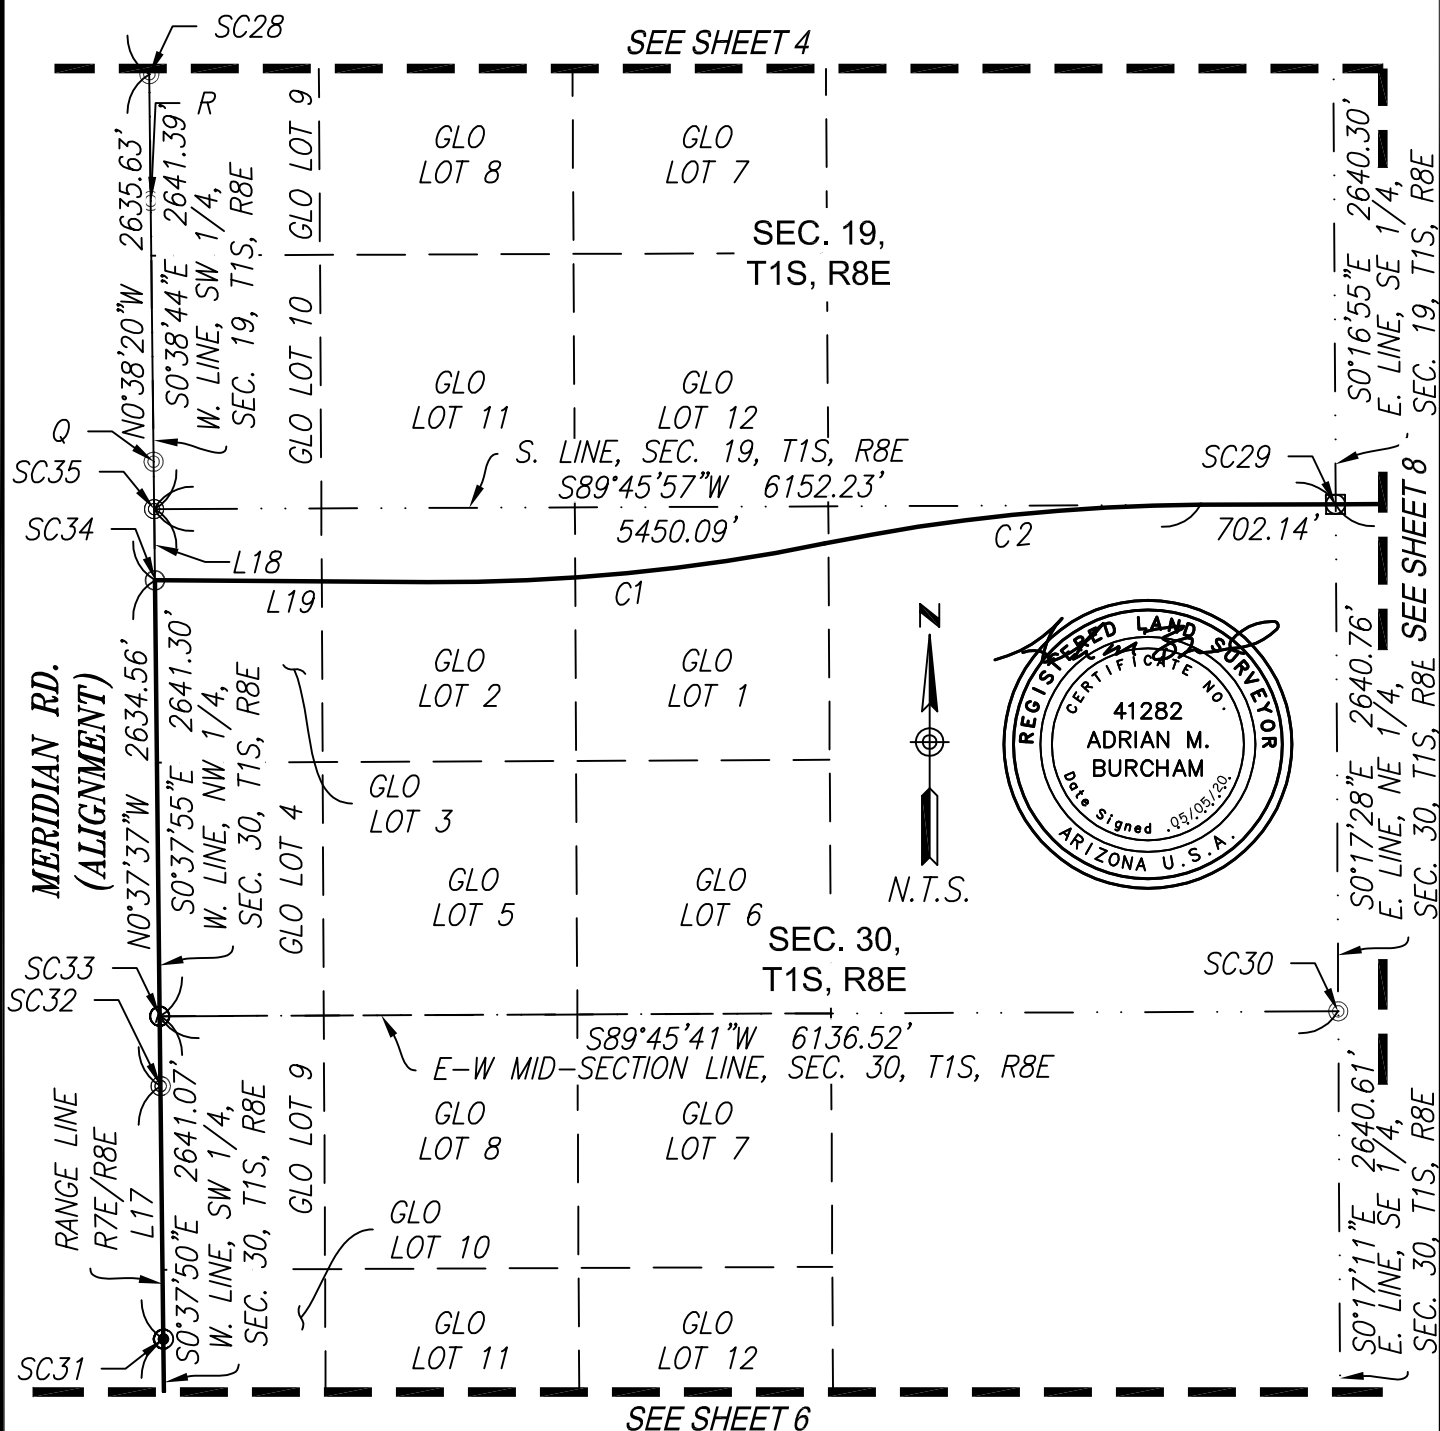 SC28
SEE SHEET 4
R
N0°38'20"W 2635.63'
S0°38'44"E 2641.39'
W. LINE, SW 1/4,
SEC. 19, T1S, R8E
GLO LOT 9
GLO
LOT 8
GLO
LOT 7
SEC. 19,
T1S, R8E
S0°16'55"E 2640.30'
E. LINE, SE 1/4,
SEC. 19, T1S, R8E
GLO LOT 10
GLO
LOT 11
GLO
LOT 12
Q
SC35
S. LINE, SEC. 19, T1S, R8E
S89°45'57"W 6152.23'
5450.09'
SC29
702.14'
SC34
L18
L19
C1
C2
SEE SHEET 8
MERIDIAN RD.
(ALIGNMENT)
N0°37'37"W 2634.56'
S0°37'55"E 2641.30'
W. LINE, NW 1/4,
SEC. 30, T1S, R8E
GLO
LOT 2
GLO
LOT 1
GLO
LOT 3
GLO LOT 4
GLO
LOT 5
GLO
LOT 6
N
N.T.S.
REGISTERED LAND SURVEYOR
CERTIFICATE NO.
41282
ADRIAN M.
BURCHAM
Date Signed 05/05/20
ARIZONA U.S.A.
S0°17'28"E 2640.76'
E. LINE, NE 1/4,
SEC. 30, T1S, R8E
SEC. 30,
T1S, R8E
SC33
SC32
SC30
S89°45'41"W 6136.52'
E-W MID-SECTION LINE, SEC. 30, T1S, R8E
RANGE LINE
R7E/R8E
L17
S0°37'50"E 2641.07'
W. LINE, SW 1/4,
SEC. 30, T1S, R8E
GLO LOT 9
GLO
LOT 8
GLO
LOT 7
GLO
LOT 10
GLO
LOT 11
GLO
LOT 12
S0°17'11"E 2640.61'
E. LINE, SE 1/4,
SEC. 30, T1S, R8E
SC31
SEE SHEET 6